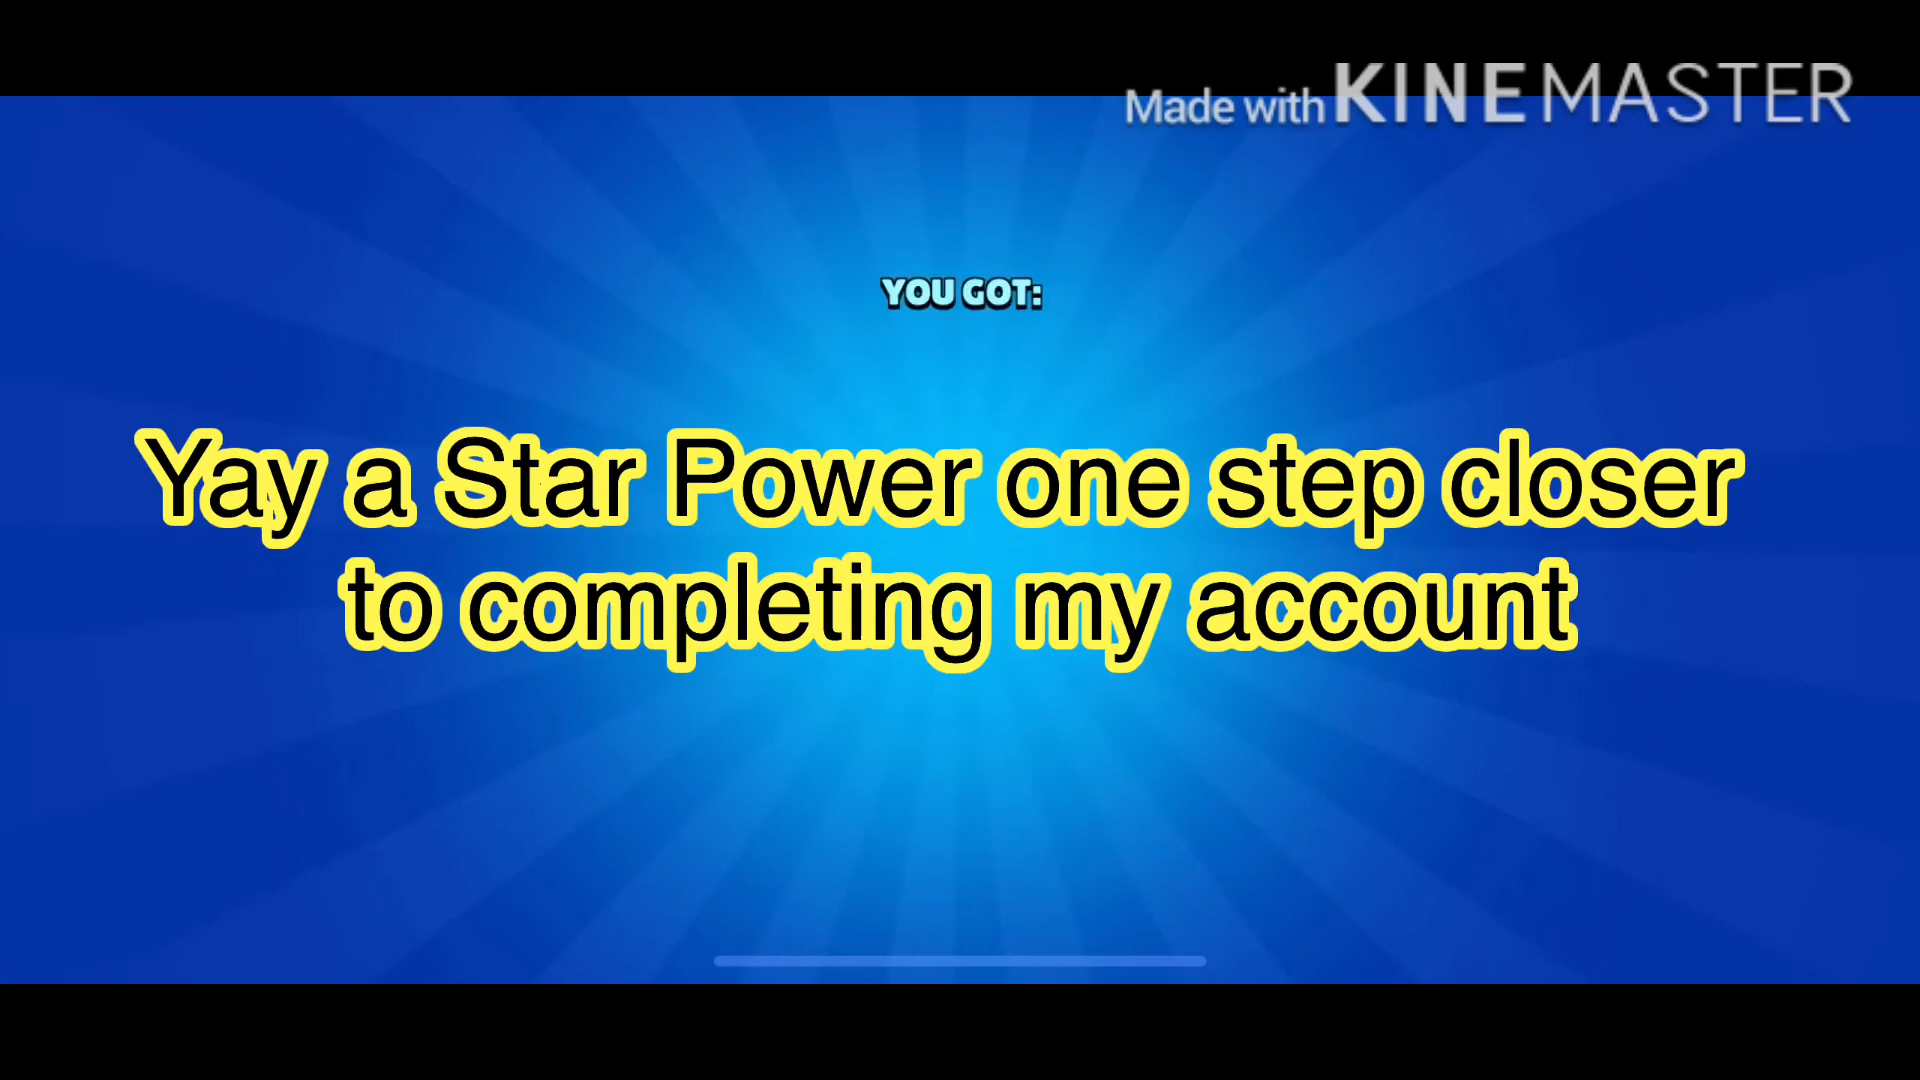 Made with KINEMASTER
YOU GOT:
Yay a Star Power one step closer
to completing my account